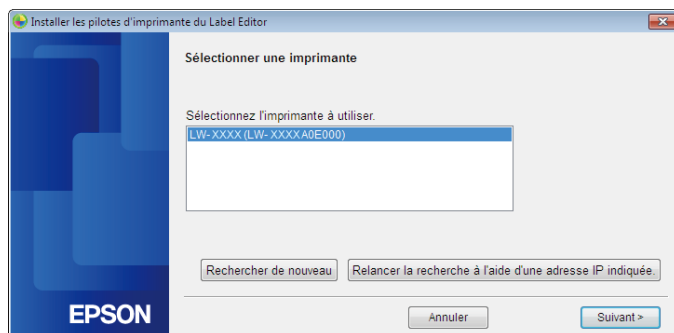 Installer les pilotes d'imprimante du Label Editor
Sélectionner une imprimante
Sélectionnez l'imprimante à utiliser.
LW-XXXX (LW-XXXXA0E000)
Rechercher de nouveau
Relancer la recherche à l'aide d'une adresse IP indiquée.
EPSON
Annuler
Suivant >